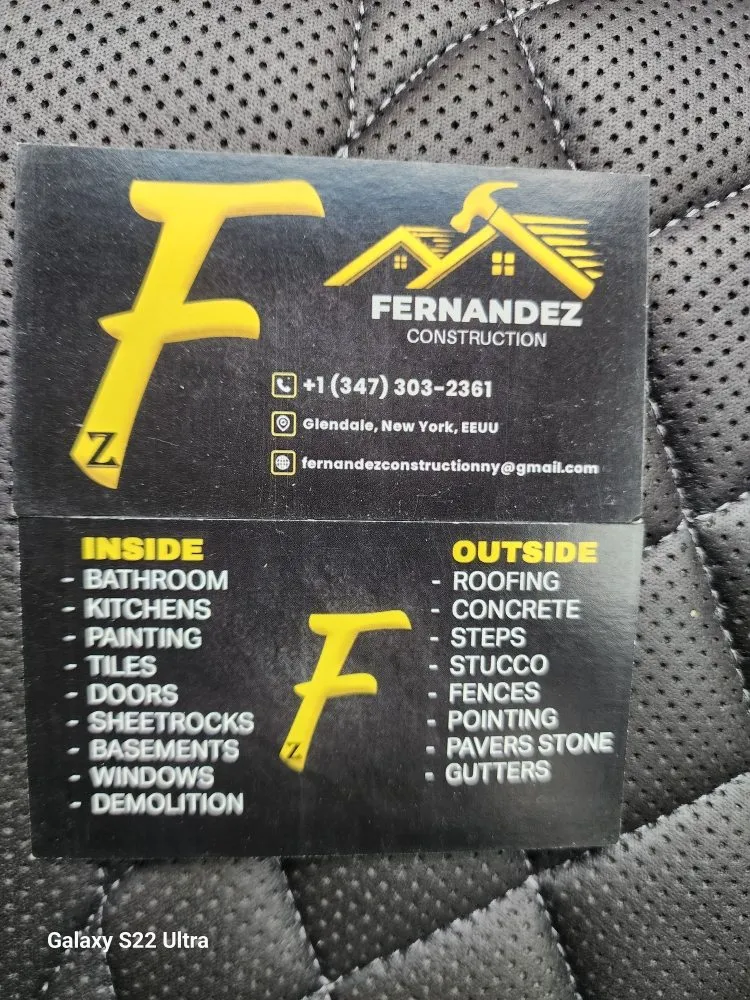 F
Z
FERNANDEZ
CONSTRUCTION
+1 (347) 303-2361
Glendale, New York, EEUU
fernandezconstructionny@gmail.com
INSIDE
- BATHROOM
- KITCHENS
- PAINTING
- TILES
- DOORS
- SHEETROCKS
- BASEMENTS
- WINDOWS
- DEMOLITION
F
Z
OUTSIDE
- ROOFING
- CONCRETE
- STEPS
- STUCCO
- FENCES
- POINTING
- PAVERS STONE
- GUTTERS
Galaxy S22 Ultra